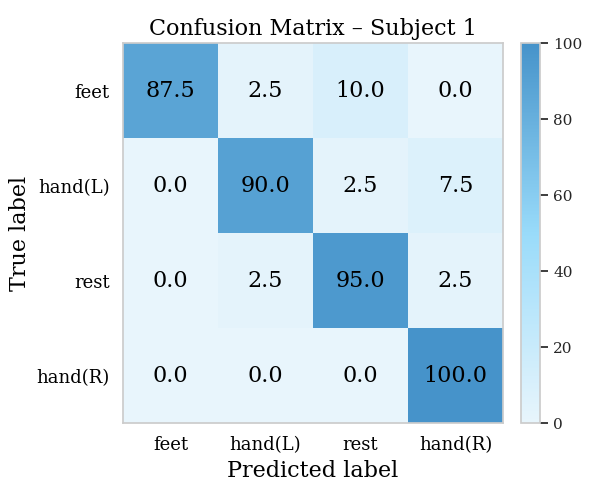 Confusion Matrix – Subject 1
feet 87.5 2.5 10.0 0.0
hand(L) 0.0 90.0 2.5 7.5
rest 0.0 2.5 95.0 2.5
hand(R) 0.0 0.0 0.0 100.0
feet hand(L) rest hand(R)
Predicted label
True label
100
80
60
40
20
0